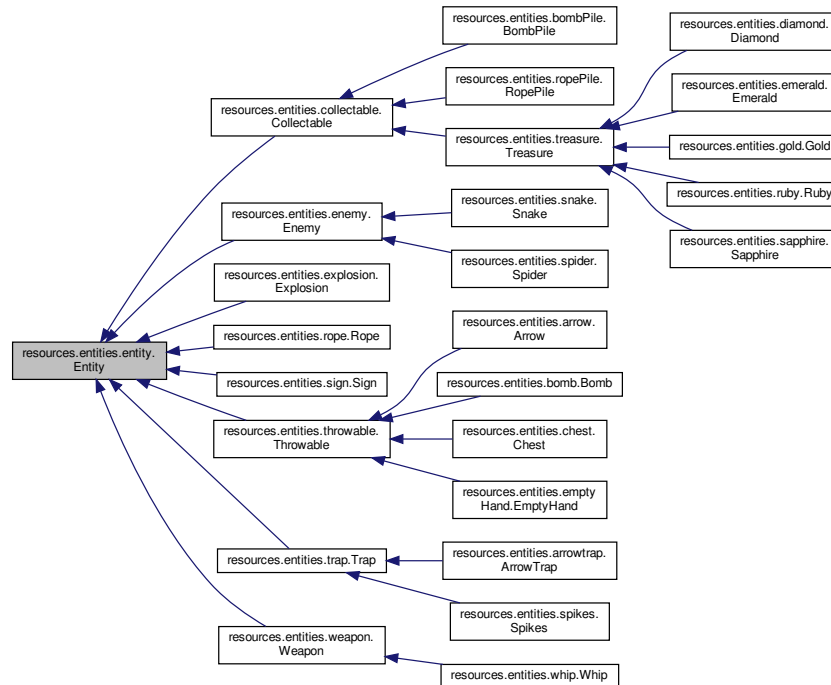 resources.entities.entity.
Entity
resources.entities.collectable.
Collectable
resources.entities.enemy.
Enemy
resources.entities.explosion.
Explosion
resources.entities.rope.Rope
resources.entities.sign.Sign
resources.entities.throwable.
Throwable
resources.entities.trap.Trap
resources.entities.weapon.
Weapon
resources.entities.bombPile.
BombPile
resources.entities.ropePile.
RopePile
resources.entities.treasure.
Treasure
resources.entities.snake.
Snake
resources.entities.spider.
Spider
resources.entities.arrow.
Arrow
resources.entities.bomb.Bomb
resources.entities.chest.
Chest
resources.entities.empty
Hand.EmptyHand
resources.entities.arrowtrap.
ArrowTrap
resources.entities.spikes.
Spikes
resources.entities.whip.Whip
resources.entities.diamond.
Diamond
resources.entities.emerald.
Emerald
resources.entities.gold.Gold
resources.entities.ruby.Ruby
resources.entities.sapphire.
Sapphire